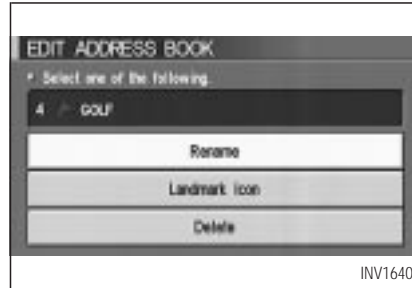 EDIT ADDRESS BOOK
• Select one of the following.
4 GOLF
Rename
Landmark Icon
Delete
INV1640